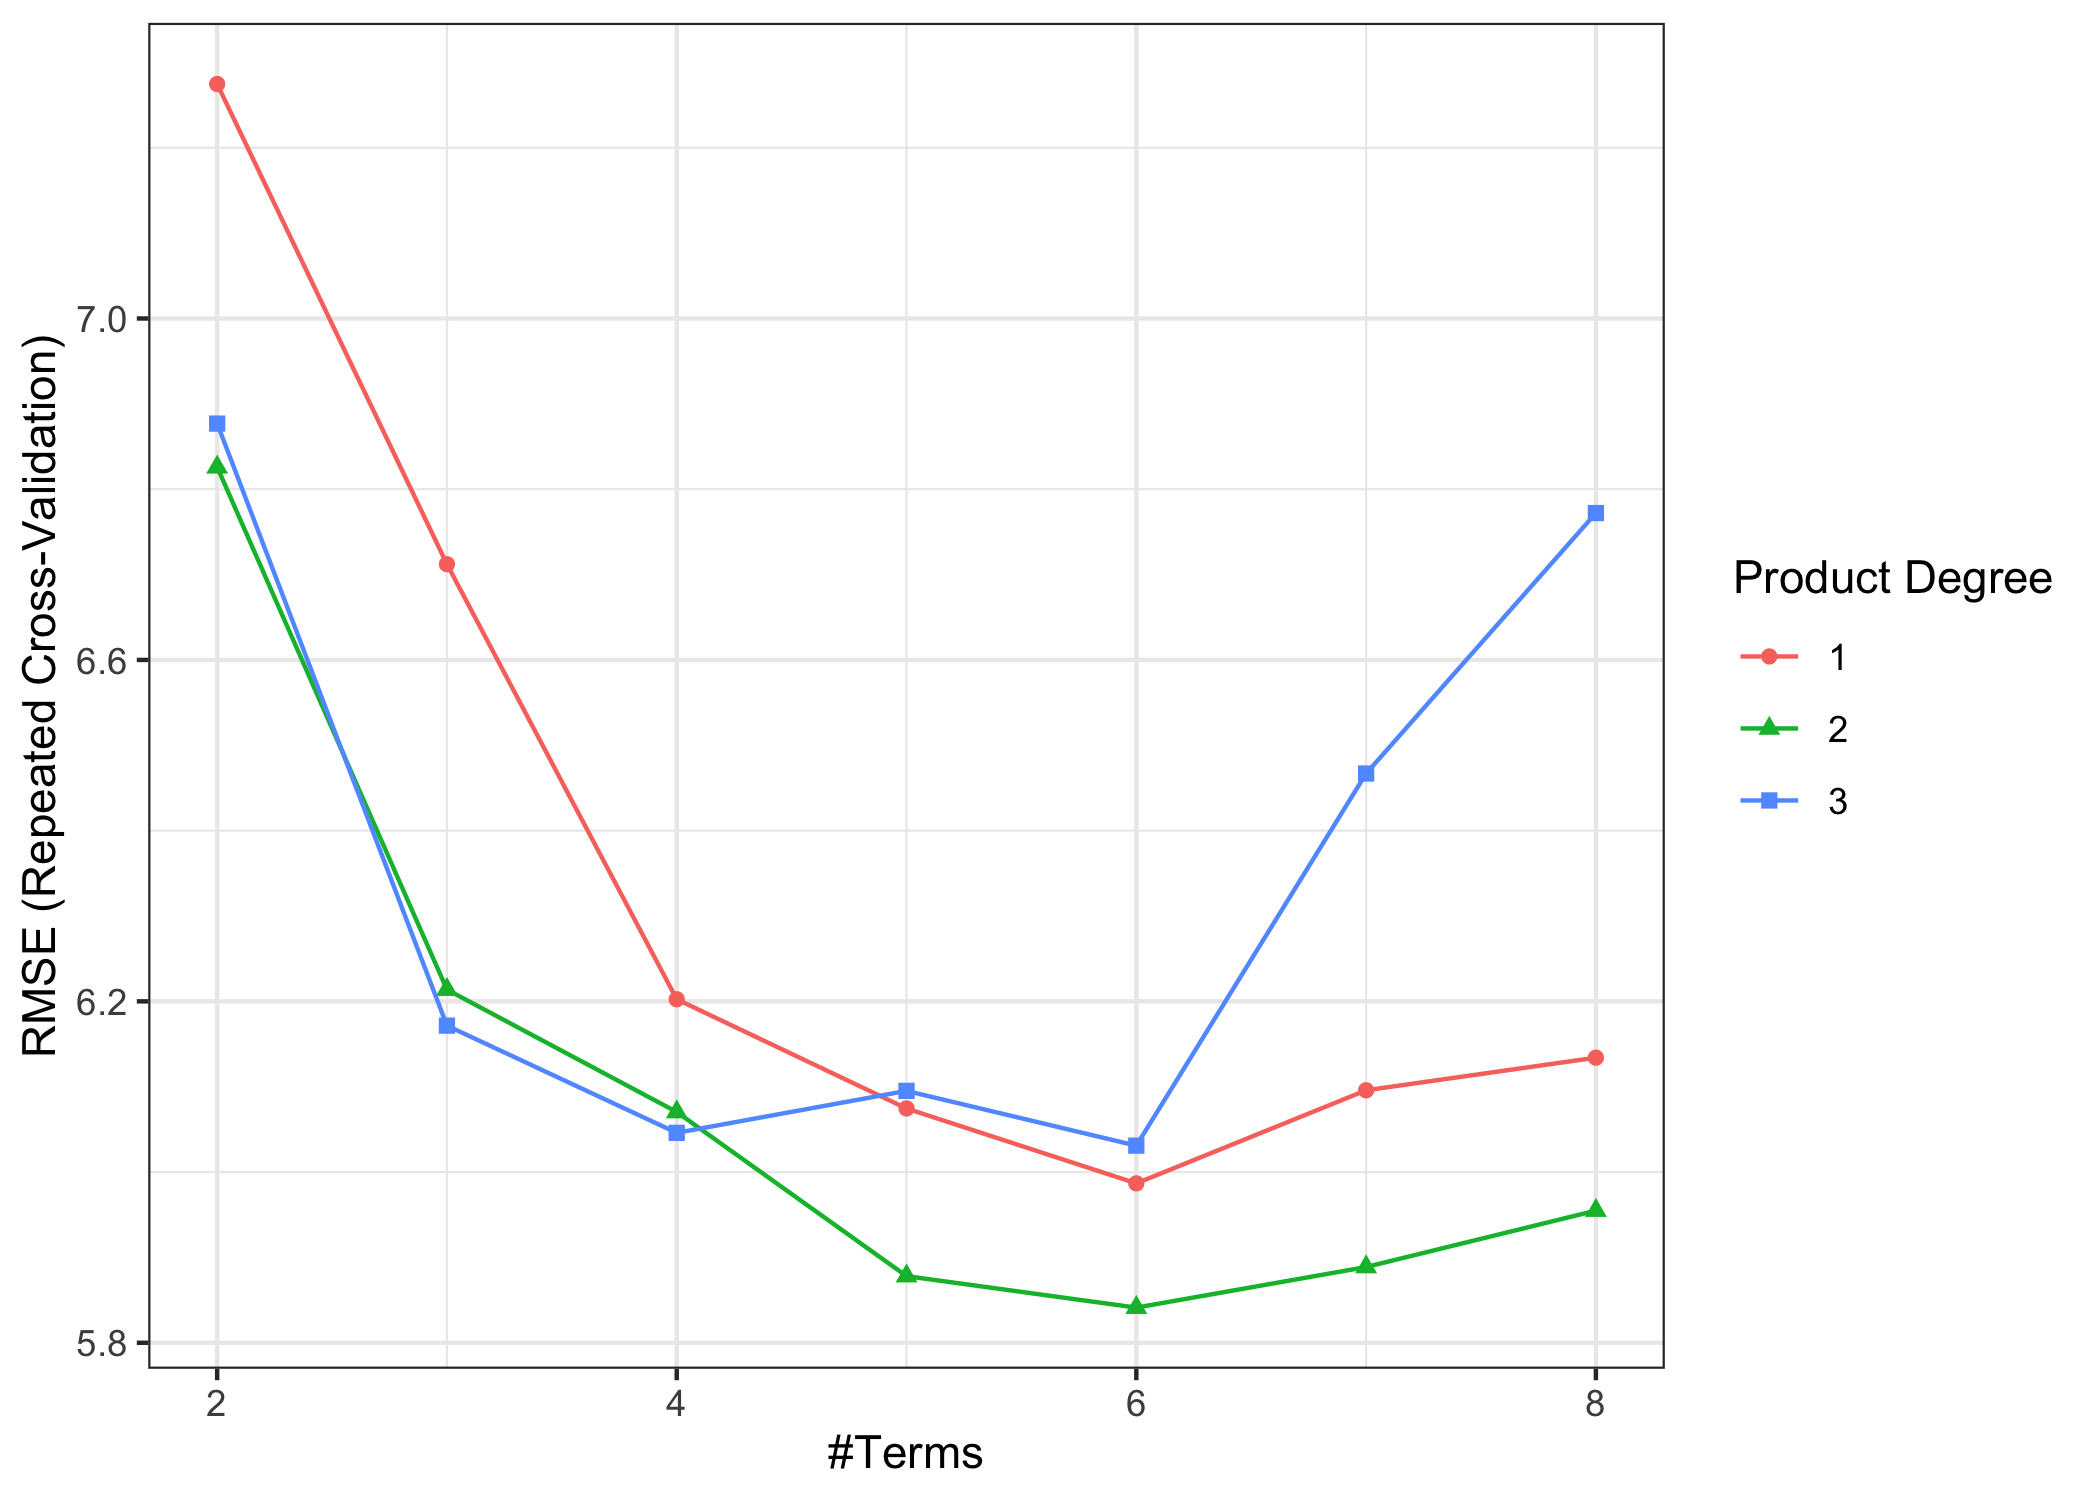 RMSE (Repeated Cross-Validation)
7.0
6.6
6.2
5.8
2 4 6 8
#Terms
Product Degree
1
2
3